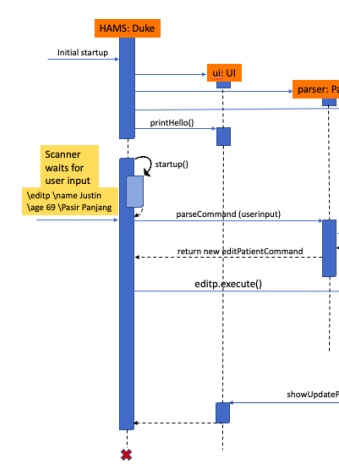 HAMS: Duke
Initial startup
ui: UI
parser: Pa
printHello()
Scanner
waits for
user input
startup()
\editp \name Justin
\age 69 \Pasir Panjang
parseCommand (userinput)
return new editPatientCommand
editp.execute()
showUpdateP